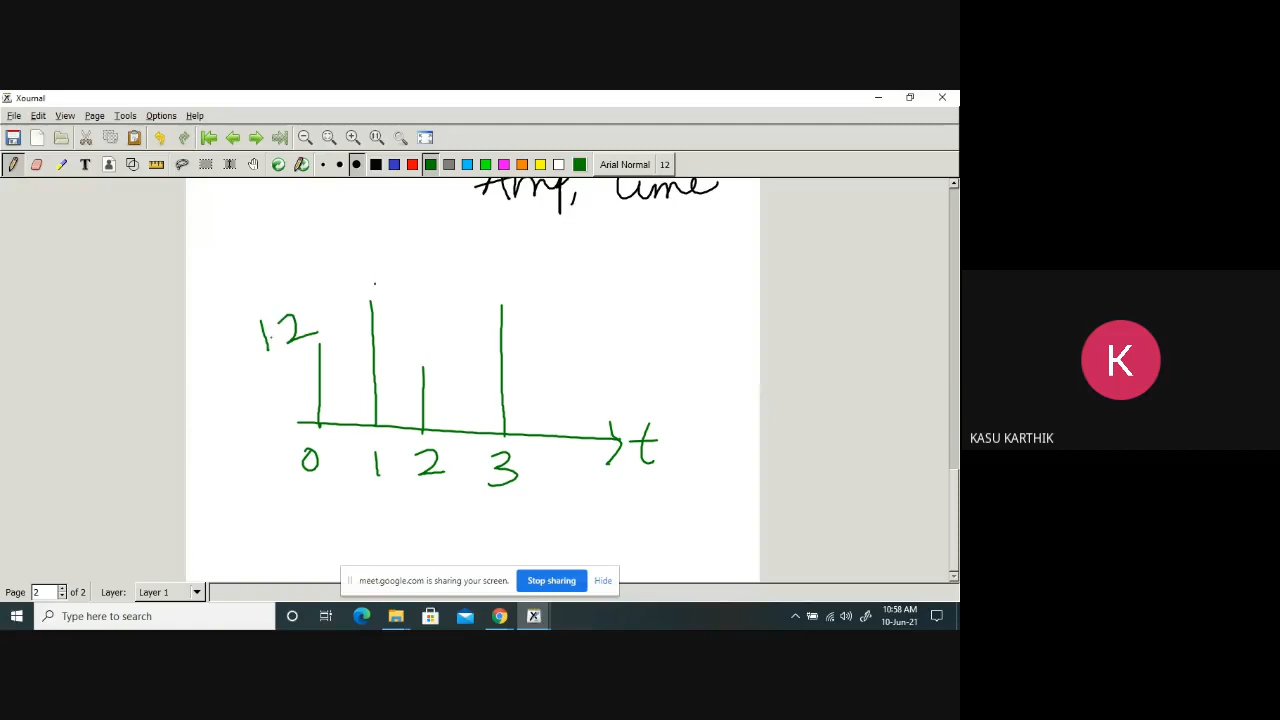 Xournal
File Edit View Page Tools Options Help
Arial Normal 12
Amp, time
1.2
0 1 2 3 t
K
KASU KARTHIK
meet.google.com is sharing your screen. Stop sharing Hide
Page 2 of 2 Layer: Layer 1
Type here to search
10:58 AM
10-Jun-21